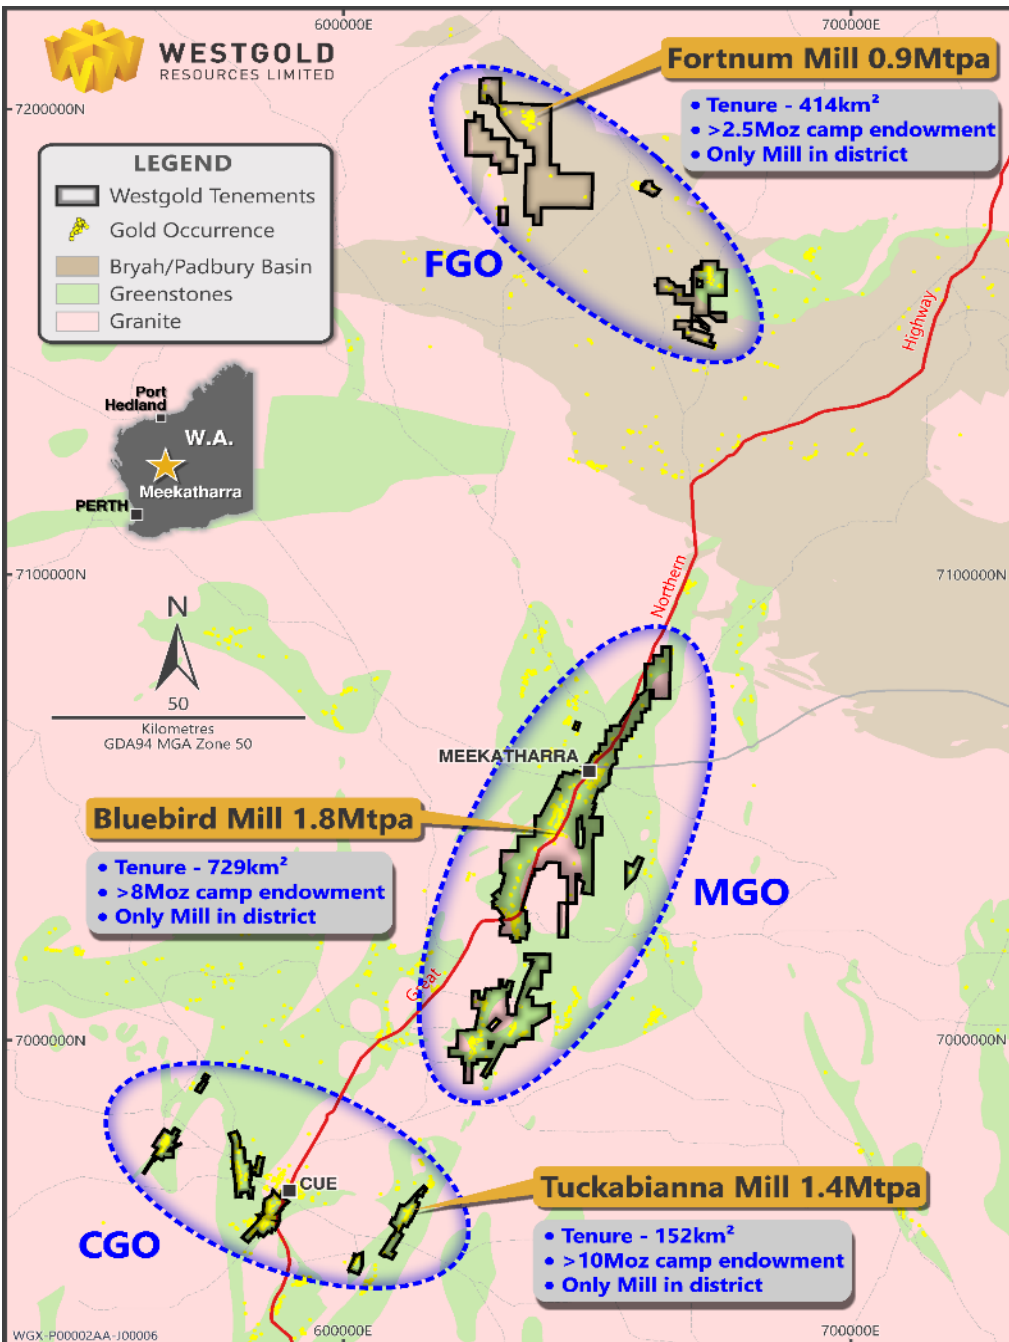 600000E
700000E
WESTGOLD
RESOURCES LIMITED
Fortnum Mill 0.9Mtpa
7200000N
• Tenure - 414km²
• >2.5Moz camp endowment
• Only Mill in district
LEGEND
Westgold Tenements
Gold Occurrence
Bryah/Padbury Basin
Greenstones
Granite
FGO
Highway
Port
Hedland
W.A.
Meekatharra
PERTH
7100000N
7100000N
Northern
N
50
Kilometres
GDA94 MGA Zone 50
MEEKATHARRA
Bluebird Mill 1.8Mtpa
• Tenure - 729km²
• >8Moz camp endowment
• Only Mill in district
MGO
Great
7000000N
7000000N
CUE
Tuckabianna Mill 1.4Mtpa
CGO
• Tenure - 152km²
• >10Moz camp endowment
• Only Mill in district
WGX-P00002AA-J00006
600000E
700000E